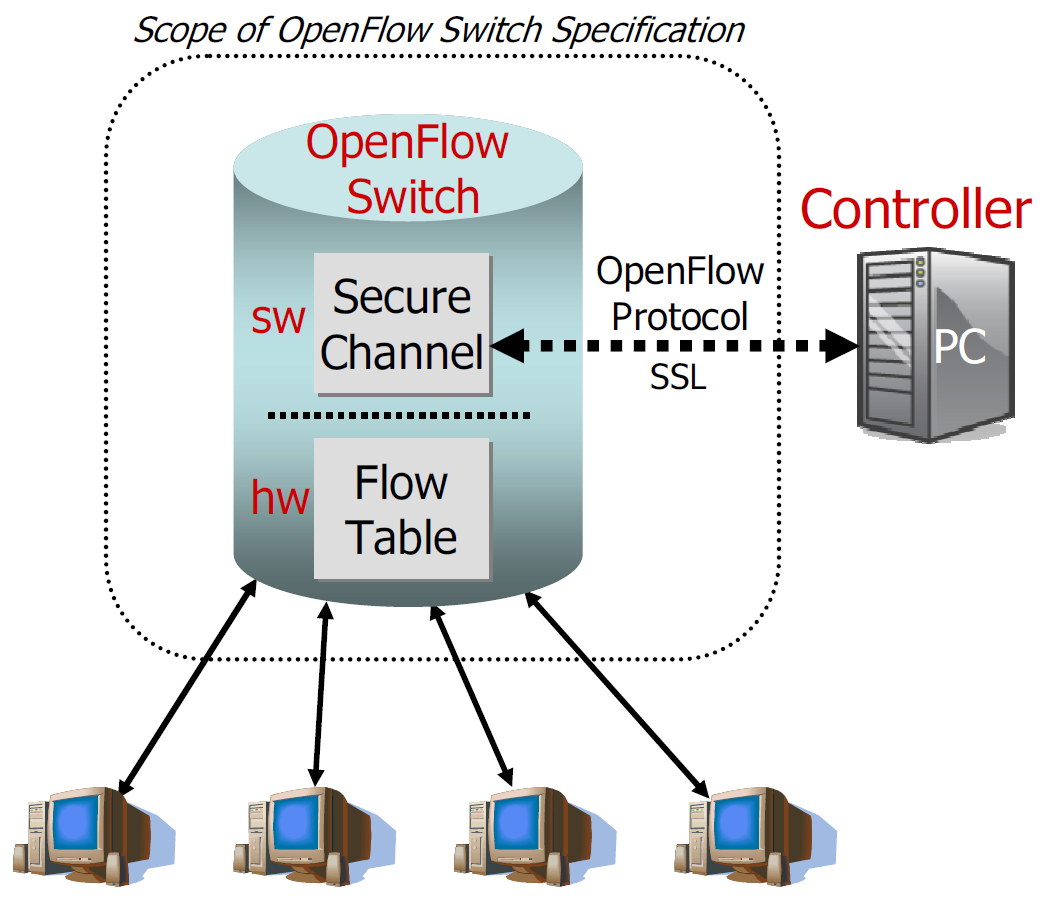 Scope of OpenFlow Switch Specification
OpenFlow
Switch
Controller
sw
Secure
Channel
OpenFlow
Protocol
SSL
PC
hw
Flow
Table